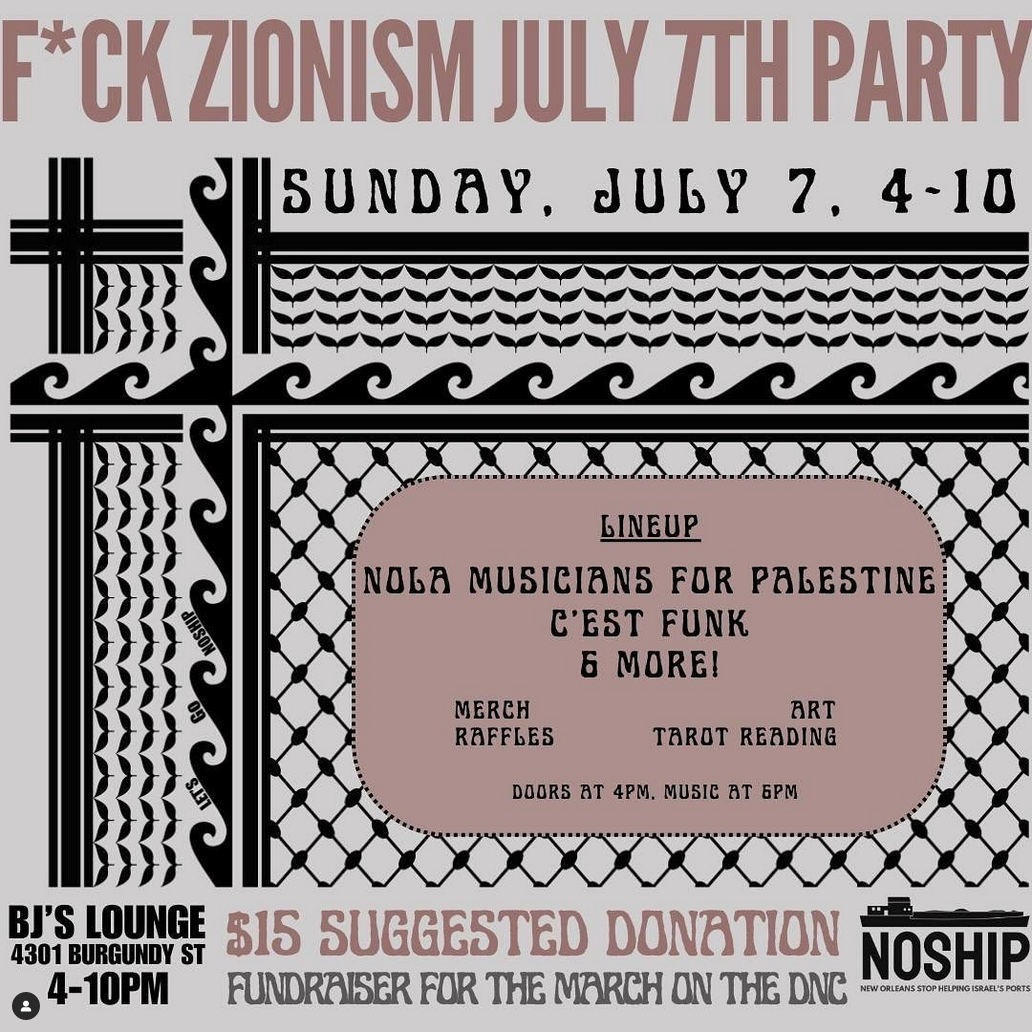 F*CK ZIONISM JULY 7TH PARTY
SUNDAY, JULY 7, 4-10
LINEUP
NOLA MUSICIANS FOR PALESTINE
C'EST FUNK
& MORE!
MERCH
RAFFLES
ART
TAROT READING
DOORS AT 4PM, MUSIC AT 6PM
LET'S
GO
NOSHIP
BJ'S LOUNGE
4301 BURGUNDY ST
4-10PM
$15 SUGGESTED DONATION
FUNDRAISER FOR THE MARCH ON THE DNC
NOSHIP
NEW ORLEANS STOP HELPING ISRAEL'S PORTS